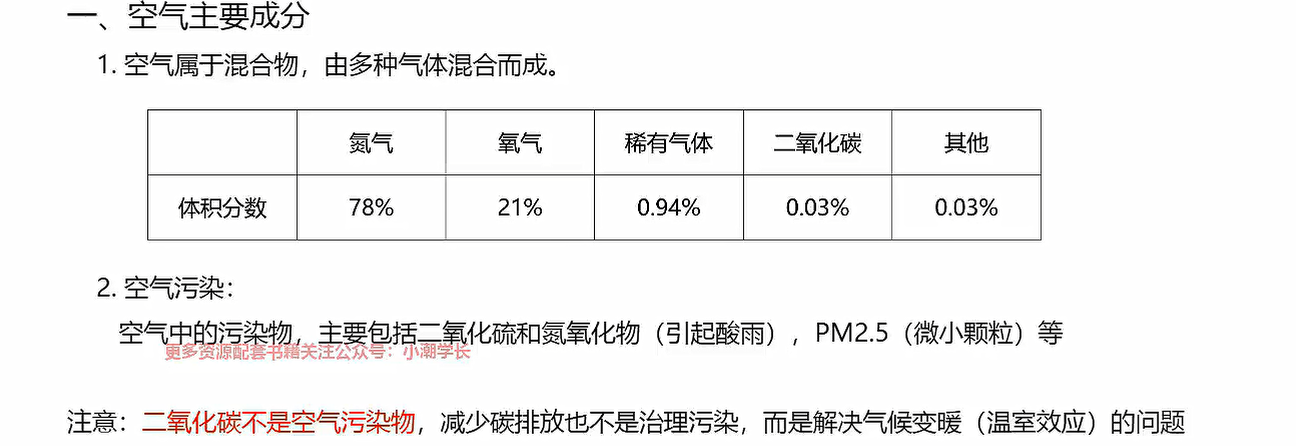 一、空气主要成分
1. 空气属于混合物，由多种气体混合而成。
氮气 氧气 稀有气体 二氧化碳 其他
体积分数 78% 21% 0.94% 0.03% 0.03%
2. 空气污染：
空气中的污染物，主要包括二氧化硫和氮氧化物（引起酸雨），PM2.5（微小颗粒）等
更多资源配套书籍关注公众号：小潮学长
注意：二氧化碳不是空气污染物，减少碳排放也不是治理污染，而是解决气候变暖（温室效应）的问题